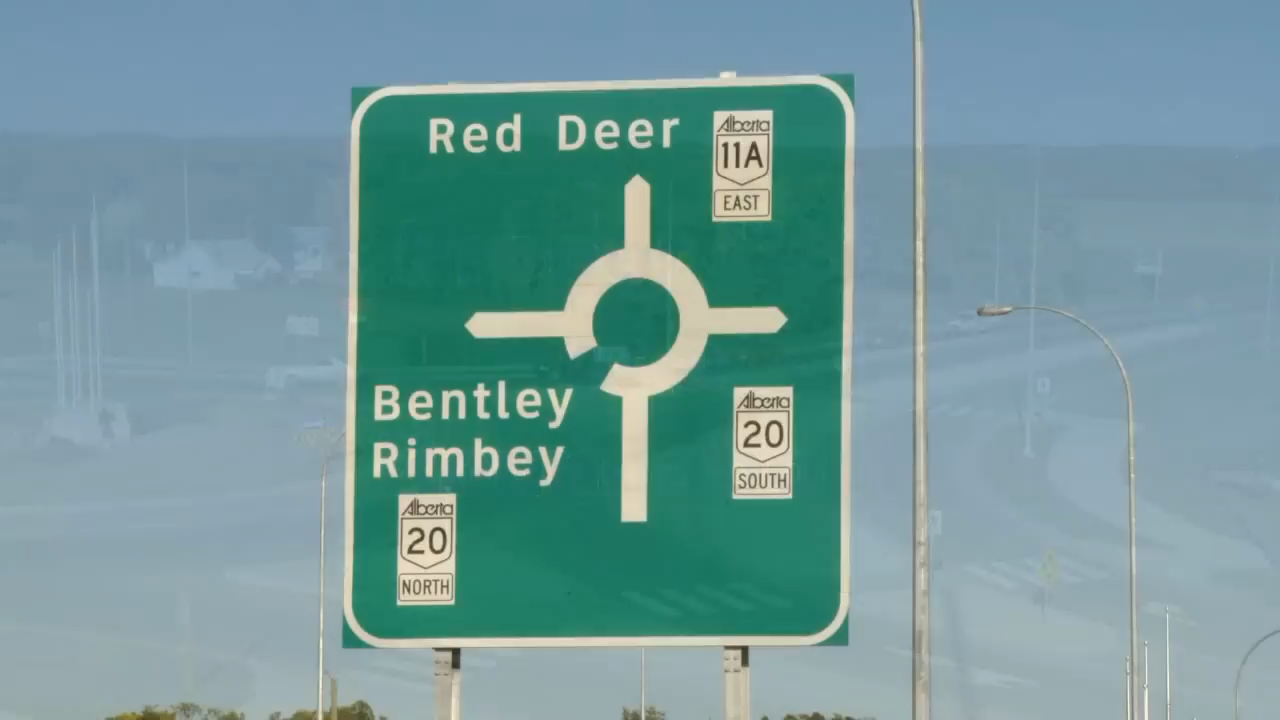 Red Deer
Alberta
11A
EAST
Bentley
Rimbey
Alberta
20
NORTH
Alberta
20
SOUTH